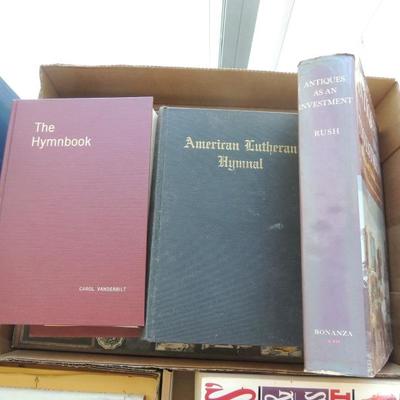 The
Hymnbook
CAROL VANDERBILT
American Lutheran
Hymnal
ANTIQUES
AS AN
INVESTMENT
RUSH
BONANZA